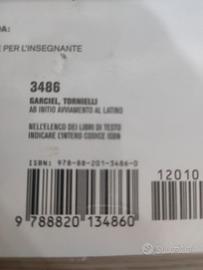 DA:
E PER L'INSEGNANTE
3486
GARCIEL, TORNIELLI
AB INITIO AVVIAMENTO AL LATINO
NELL'ELENCO DEI LIBRI DI TESTO
INDICARE L'INTERO CODICE ISBN
ISBN: 978-88-201-3486-0
12010
9 788820 134860
subito